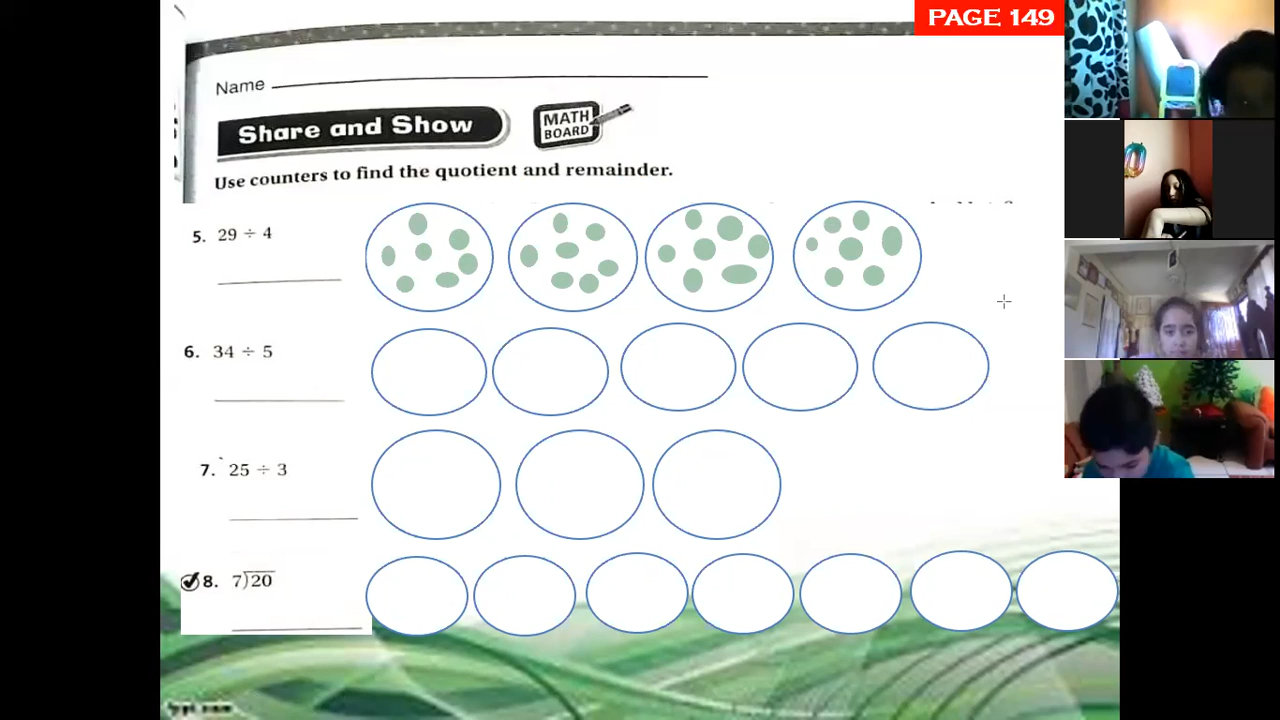 PAGE 149
Name
Share and Show
MATH BOARD
Use counters to find the quotient and remainder.
5. 29 ÷ 4
6. 34 ÷ 5
7. 25 ÷ 3
8. 7)20